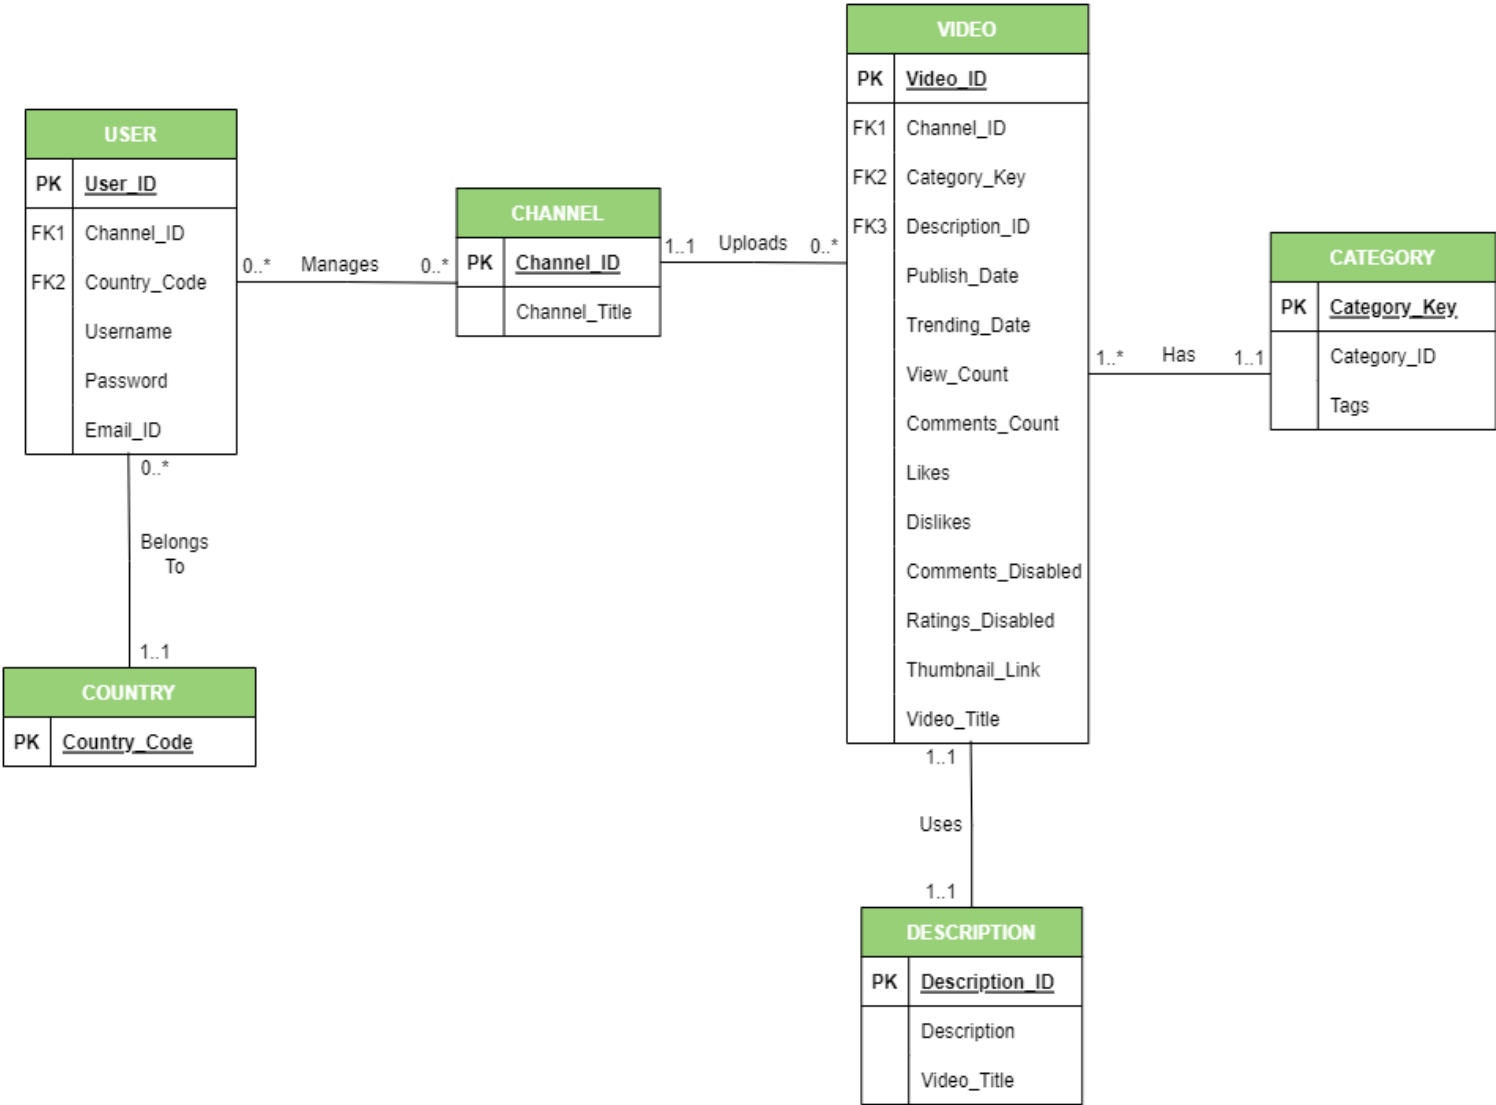 USER
PK User_ID
FK1 Channel_ID
FK2 Country_Code
Username
Password
Email_ID
0..* Manages 0..*
CHANNEL
PK Channel_ID
Channel_Title
1..1 Uploads 0..*
VIDEO
PK Video_ID
FK1 Channel_ID
FK2 Category_Key
FK3 Description_ID
Publish_Date
Trending_Date
View_Count
Comments_Count
Likes
Dislikes
Comments_Disabled
Ratings_Disabled
Thumbnail_Link
Video_Title
1..* Has 1..1
CATEGORY
PK Category_Key
Category_ID
Tags
0..*
Belongs
To
1..1
COUNTRY
PK Country_Code
1..1
Uses
1..1
DESCRIPTION
PK Description_ID
Description
Video_Title